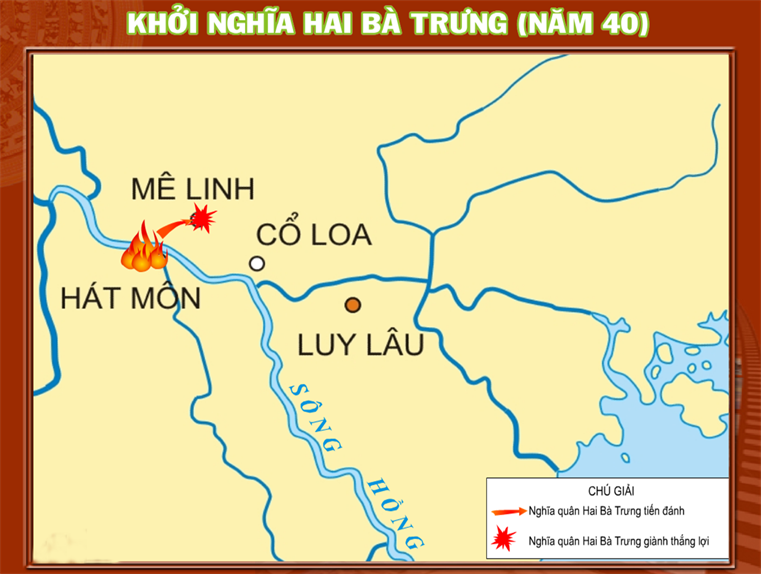 KHỞI NGHĨA HAI BÀ TRƯNG (NĂM 40)
MÊ LINH
CỔ LOA
HÁT MÔN
LUY LÂU
SÔNG HỒNG
CHÚ GIẢI
Nghĩa quân Hai Bà Trưng tiến đánh
Nghĩa quân Hai Bà Trưng giành thắng lợi